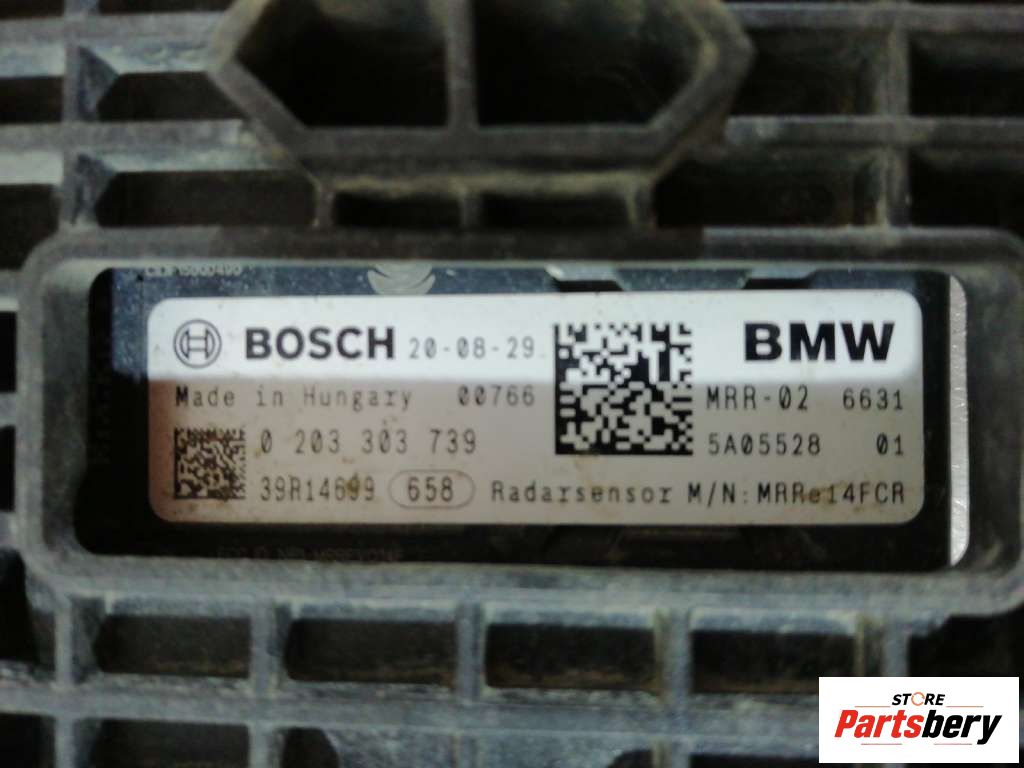 BOSCH 20-08-29 BMW
Made in Hungary 00766 MRR-02 6631
0 203 303 739 5A05528 01
39R14699 658 Radarsensor M/N:MRRe14FCR
STORE
Partsbery